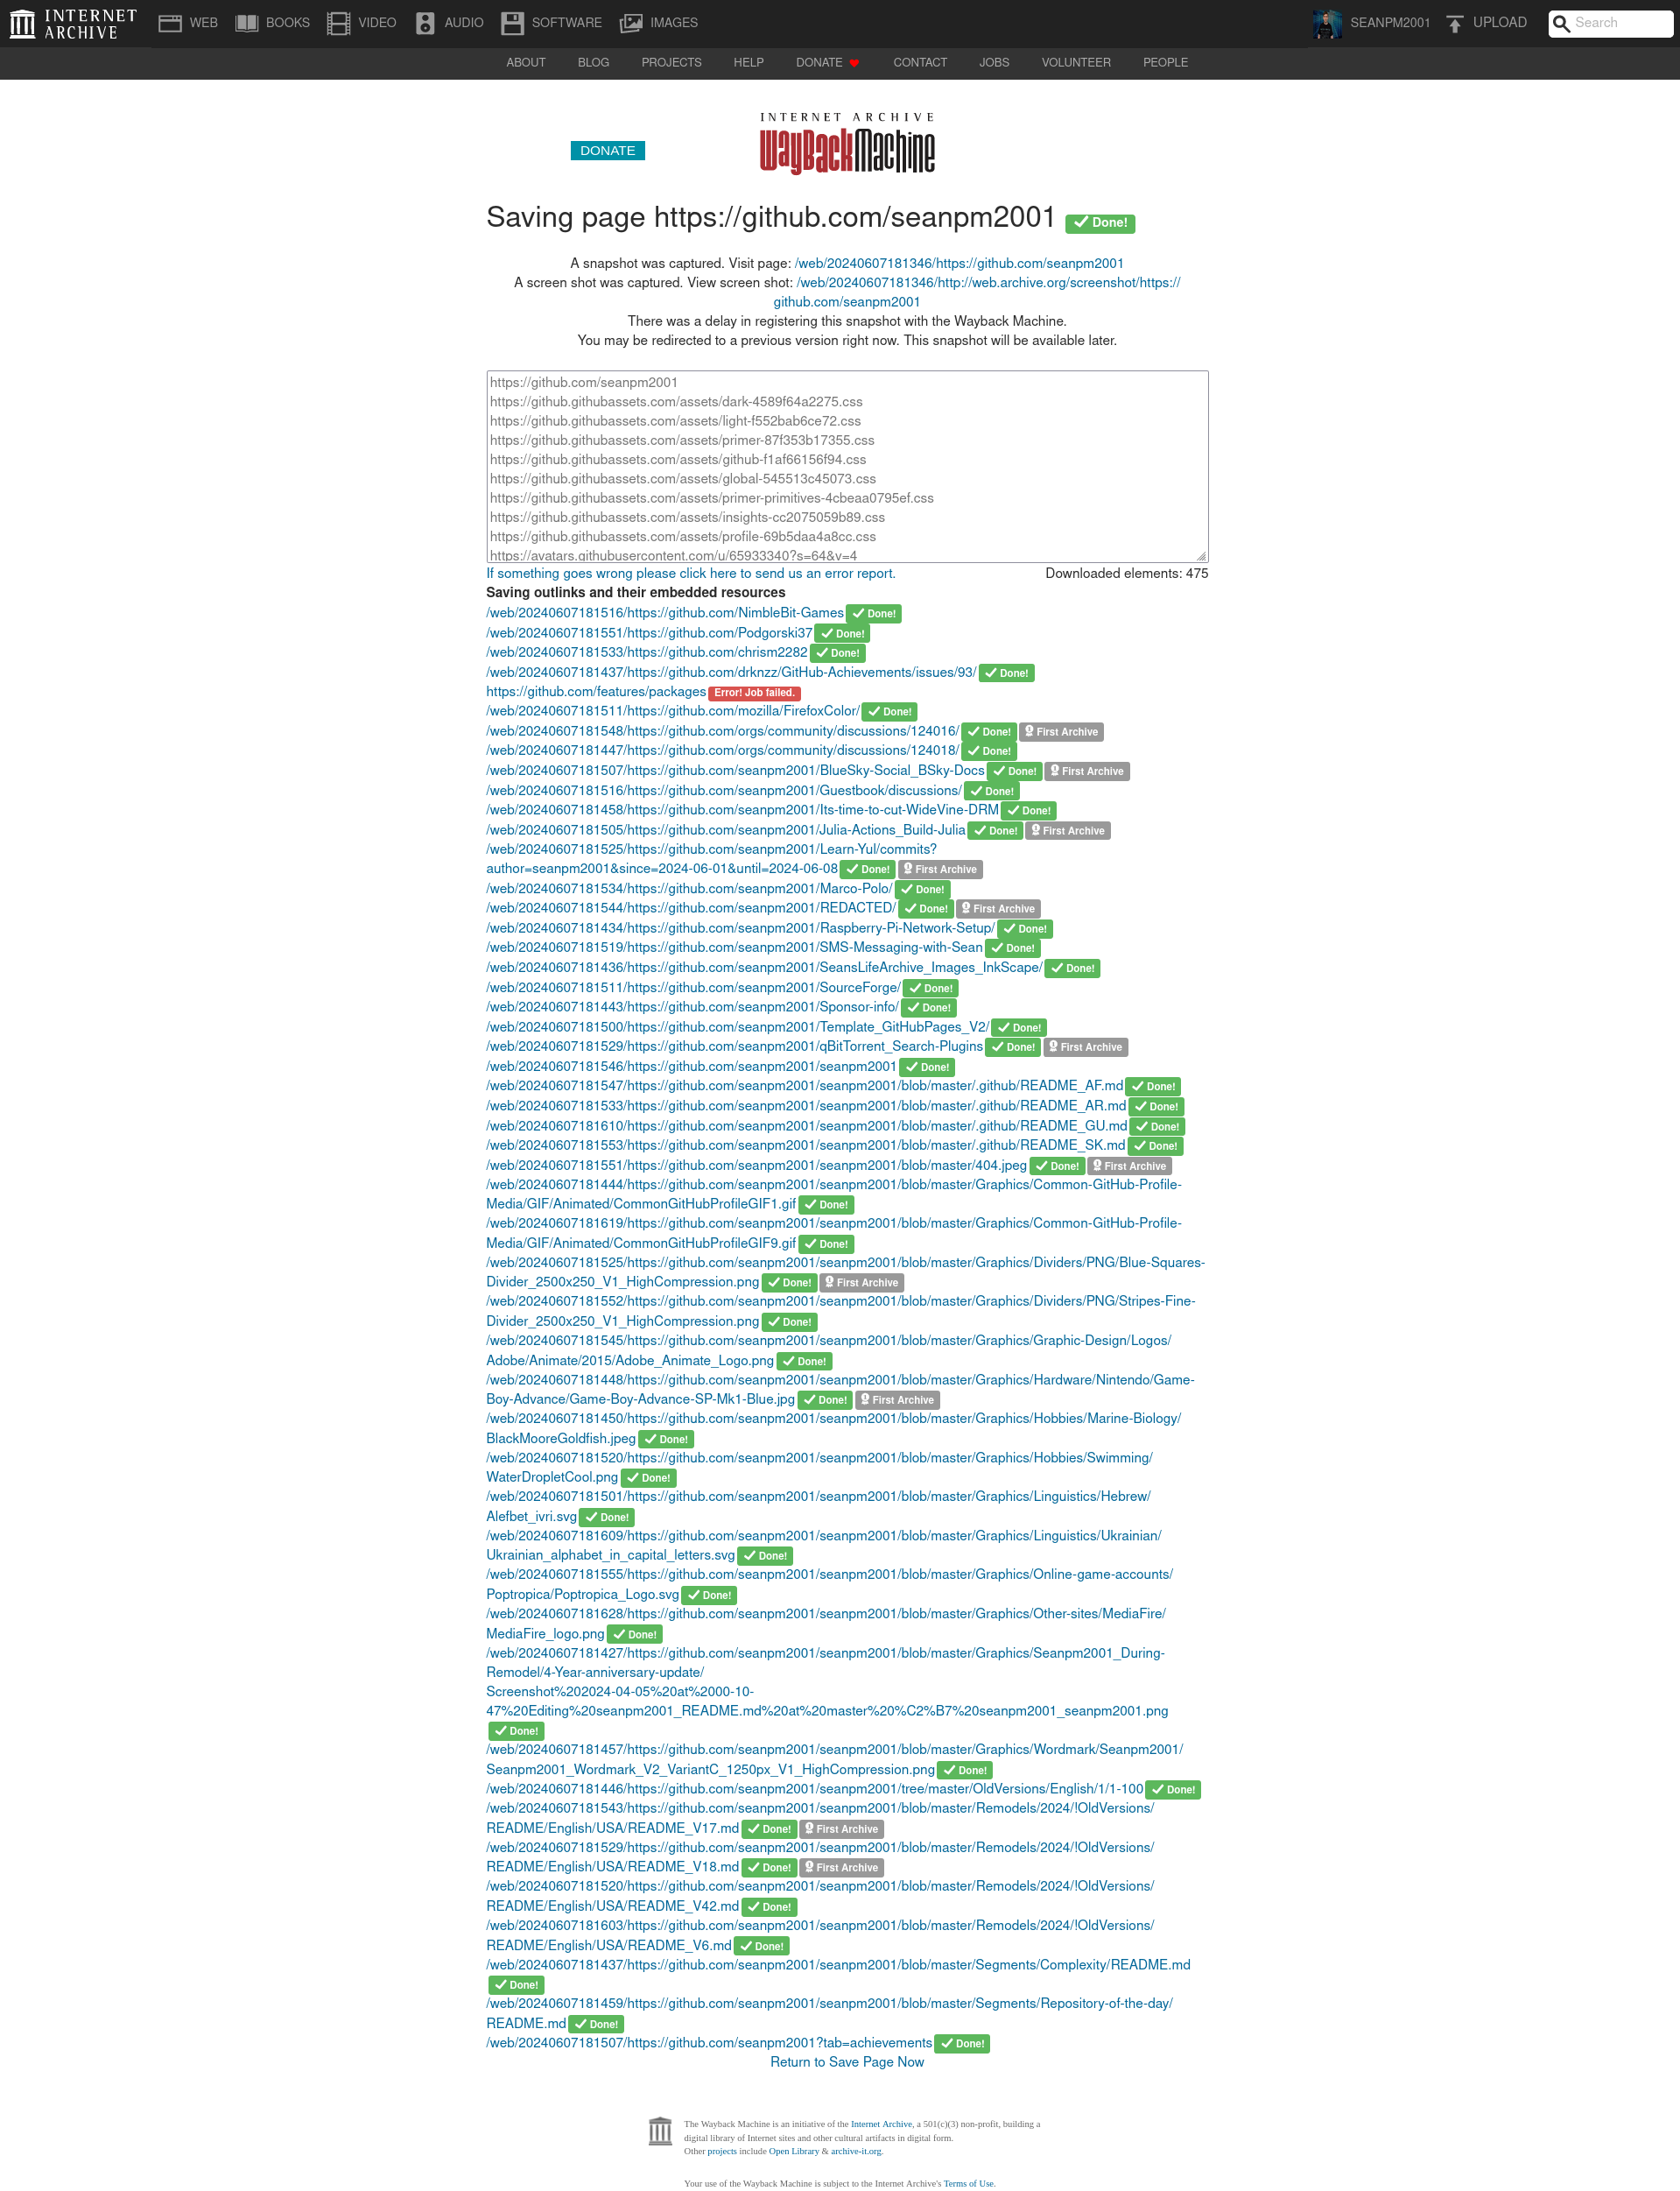 INTERNET ARCHIVE WEB BOOKS VIDEO AUDIO SOFTWARE IMAGES SEANPM2001 UPLOAD Search
ABOUT BLOG PROJECTS HELP DONATE CONTACT JOBS VOLUNTEER PEOPLE
INTERNET ARCHIVE
WayBackMachine
DONATE
Saving page https://github.com/seanpm2001 Done!
A snapshot was captured. Visit page: /web/20240607181346/https://github.com/seanpm2001
A screen shot was captured. View screen shot: /web/20240607181346/http://web.archive.org/screenshot/https://
github.com/seanpm2001
There was a delay in registering this snapshot with the Wayback Machine.
You may be redirected to a previous version right now. This snapshot will be available later.
https://github.com/seanpm2001
https://github.githubassets.com/assets/dark-4589f64a2275.css
https://github.githubassets.com/assets/light-f552bab6ce72.css
https://github.githubassets.com/assets/primer-87f353b17355.css
https://github.githubassets.com/assets/github-f1af66156f94.css
https://github.githubassets.com/assets/global-545513c45073.css
https://github.githubassets.com/assets/primer-primitives-4cbeaa0795ef.css
https://github.githubassets.com/assets/insights-cc2075059b89.css
https://github.githubassets.com/assets/profile-69b5daa4a8cc.css
https://avatars.githubusercontent.com/u/65933340?s=64&v=4
If something goes wrong please click here to send us an error report. Downloaded elements: 475
Saving outlinks and their embedded resources
/web/20240607181516/https://github.com/NimbleBit-Games Done!
/web/20240607181551/https://github.com/Podgorski37 Done!
/web/20240607181533/https://github.com/chrism2282 Done!
/web/20240607181437/https://github.com/drknzz/GitHub-Achievements/issues/93/ Done!
https://github.com/features/packages Error! Job failed.
/web/20240607181511/https://github.com/mozilla/FirefoxColor/ Done!
/web/20240607181548/https://github.com/orgs/community/discussions/124016/ Done! First Archive
/web/20240607181447/https://github.com/orgs/community/discussions/124018/ Done!
/web/20240607181507/https://github.com/seanpm2001/BlueSky-Social_BSky-Docs Done! First Archive
/web/20240607181516/https://github.com/seanpm2001/Guestbook/discussions/ Done!
/web/20240607181458/https://github.com/seanpm2001/Its-time-to-cut-WideVine-DRM Done!
/web/20240607181505/https://github.com/seanpm2001/Julia-Actions_Build-Julia Done! First Archive
/web/20240607181525/https://github.com/seanpm2001/Learn-Yul/commits?
author=seanpm2001&since=2024-06-01&until=2024-06-08 Done! First Archive
/web/20240607181534/https://github.com/seanpm2001/Marco-Polo/ Done!
/web/20240607181544/https://github.com/seanpm2001/REDACTED/ Done! First Archive
/web/20240607181434/https://github.com/seanpm2001/Raspberry-Pi-Network-Setup/ Done!
/web/20240607181519/https://github.com/seanpm2001/SMS-Messaging-with-Sean Done!
/web/20240607181436/https://github.com/seanpm2001/SeansLifeArchive_Images_InkScape/ Done!
/web/20240607181511/https://github.com/seanpm2001/SourceForge/ Done!
/web/20240607181443/https://github.com/seanpm2001/Sponsor-info/ Done!
/web/20240607181500/https://github.com/seanpm2001/Template_GitHubPages_V2/ Done!
/web/20240607181529/https://github.com/seanpm2001/qBitTorrent_Search-Plugins Done! First Archive
/web/20240607181546/https://github.com/seanpm2001/seanpm2001 Done!
/web/20240607181547/https://github.com/seanpm2001/seanpm2001/blob/master/.github/README_AF.md Done!
/web/20240607181533/https://github.com/seanpm2001/seanpm2001/blob/master/.github/README_AR.md Done!
/web/20240607181610/https://github.com/seanpm2001/seanpm2001/blob/master/.github/README_GU.md Done!
/web/20240607181553/https://github.com/seanpm2001/seanpm2001/blob/master/.github/README_SK.md Done!
/web/20240607181551/https://github.com/seanpm2001/seanpm2001/blob/master/404.jpeg Done! First Archive
/web/20240607181444/https://github.com/seanpm2001/seanpm2001/blob/master/Graphics/Common-GitHub-Profile-
Media/GIF/Animated/CommonGitHubProfileGIF1.gif Done!
/web/20240607181619/https://github.com/seanpm2001/seanpm2001/blob/master/Graphics/Common-GitHub-Profile-
Media/GIF/Animated/CommonGitHubProfileGIF9.gif Done!
/web/20240607181525/https://github.com/seanpm2001/seanpm2001/blob/master/Graphics/Dividers/PNG/Blue-Squares-
Divider_2500x250_V1_HighCompression.png Done! First Archive
/web/20240607181552/https://github.com/seanpm2001/seanpm2001/blob/master/Graphics/Dividers/PNG/Stripes-Fine-
Divider_2500x250_V1_HighCompression.png Done!
/web/20240607181545/https://github.com/seanpm2001/seanpm2001/blob/master/Graphics/Graphic-Design/Logos/
Adobe/Animate/2015/Adobe_Animate_Logo.png Done!
/web/20240607181448/https://github.com/seanpm2001/seanpm2001/blob/master/Graphics/Hardware/Nintendo/Game-
Boy-Advance/Game-Boy-Advance-SP-Mk1-Blue.jpg Done! First Archive
/web/20240607181450/https://github.com/seanpm2001/seanpm2001/blob/master/Graphics/Hobbies/Marine-Biology/
BlackMooreGoldfish.jpeg Done!
/web/20240607181520/https://github.com/seanpm2001/seanpm2001/blob/master/Graphics/Hobbies/Swimming/
WaterDropletCool.png Done!
/web/20240607181501/https://github.com/seanpm2001/seanpm2001/blob/master/Graphics/Linguistics/Hebrew/
Alefbet_ivri.svg Done!
/web/20240607181609/https://github.com/seanpm2001/seanpm2001/blob/master/Graphics/Linguistics/Ukrainian/
Ukrainian_alphabet_in_capital_letters.svg Done!
/web/20240607181555/https://github.com/seanpm2001/seanpm2001/blob/master/Graphics/Online-game-accounts/
Poptropica/Poptropica_Logo.svg Done!
/web/20240607181628/https://github.com/seanpm2001/seanpm2001/blob/master/Graphics/Other-sites/MediaFire/
MediaFire_logo.png Done!
/web/20240607181427/https://github.com/seanpm2001/seanpm2001/blob/master/Graphics/Seanpm2001_During-
Remodel/4-Year-anniversary-update/
Screenshot%202024-04-05%20at%2000-10-
47%20Editing%20seanpm2001_README.md%20at%20master%20%C2%B7%20seanpm2001_seanpm2001.png
Done!
/web/20240607181457/https://github.com/seanpm2001/seanpm2001/blob/master/Graphics/Wordmark/Seanpm2001/
Seanpm2001_Wordmark_V2_VariantC_1250px_V1_HighCompression.png Done!
/web/20240607181446/https://github.com/seanpm2001/seanpm2001/tree/master/OldVersions/English/1/1-100 Done!
/web/20240607181543/https://github.com/seanpm2001/seanpm2001/blob/master/Remodels/2024/!OldVersions/
README/English/USA/README_V17.md Done! First Archive
/web/20240607181529/https://github.com/seanpm2001/seanpm2001/blob/master/Remodels/2024/!OldVersions/
README/English/USA/README_V18.md Done! First Archive
/web/20240607181520/https://github.com/seanpm2001/seanpm2001/blob/master/Remodels/2024/!OldVersions/
README/English/USA/README_V42.md Done!
/web/20240607181603/https://github.com/seanpm2001/seanpm2001/blob/master/Remodels/2024/!OldVersions/
README/English/USA/README_V6.md Done!
/web/20240607181437/https://github.com/seanpm2001/seanpm2001/blob/master/Segments/Complexity/README.md
Done!
/web/20240607181459/https://github.com/seanpm2001/seanpm2001/blob/master/Segments/Repository-of-the-day/
README.md Done!
/web/20240607181507/https://github.com/seanpm2001?tab=achievements Done!
Return to Save Page Now
The Wayback Machine is an initiative of the Internet Archive, a 501(c)(3) non-profit, building a
digital library of Internet sites and other cultural artifacts in digital form.
Other projects include Open Library & archive-it.org.
Your use of the Wayback Machine is subject to the Internet Archive's Terms of Use.